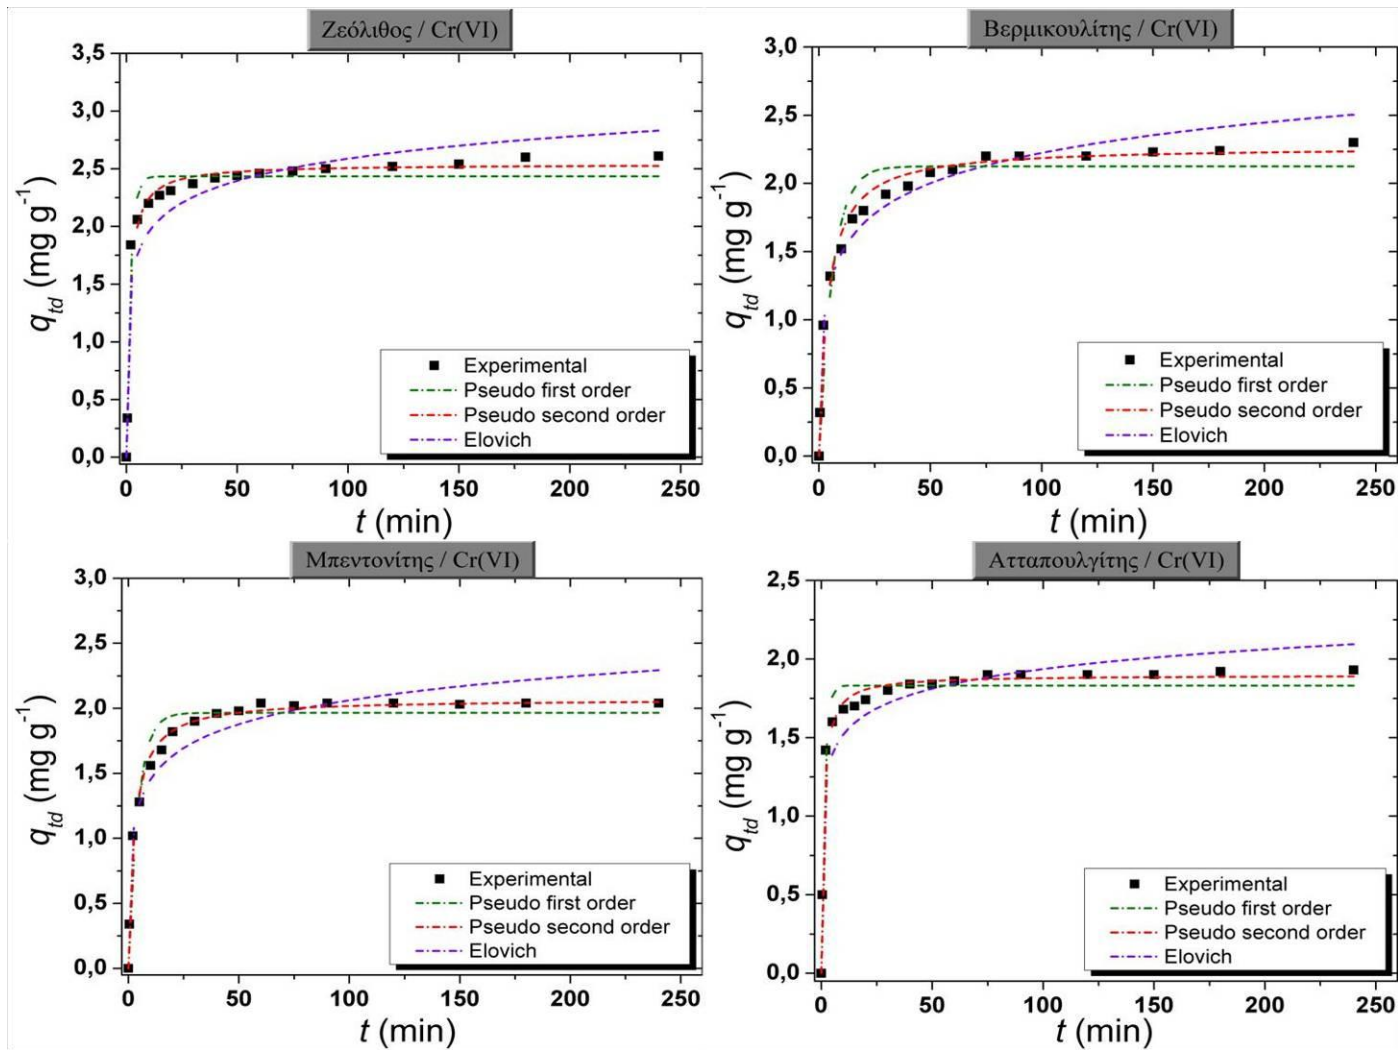 Ζεόλιθος / Cr(VI)
3,5
3,0
2,5
2,0
1,5
1,0
0,5
0,0
q_td (mg g⁻¹)
Experimental
Pseudo first order
Pseudo second order
Elovich
0 50 100 150 200 250
t (min)
Βερμικουλίτης / Cr(VI)
3,0
2,5
2,0
1,5
1,0
0,5
0,0
q_td (mg g⁻¹)
Experimental
Pseudo first order
Pseudo second order
Elovich
0 50 100 150 200 250
t (min)
Μπεντονίτης / Cr(VI)
3,0
2,5
2,0
1,5
1,0
0,5
0,0
q_td (mg g⁻¹)
Experimental
Pseudo first order
Pseudo second order
Elovich
0 50 100 150 200 250
t (min)
Ατταπουλγίτης / Cr(VI)
2,5
2,0
1,5
1,0
0,5
0,0
q_td (mg g⁻¹)
Experimental
Pseudo first order
Pseudo second order
Elovich
0 50 100 150 200 250
t (min)